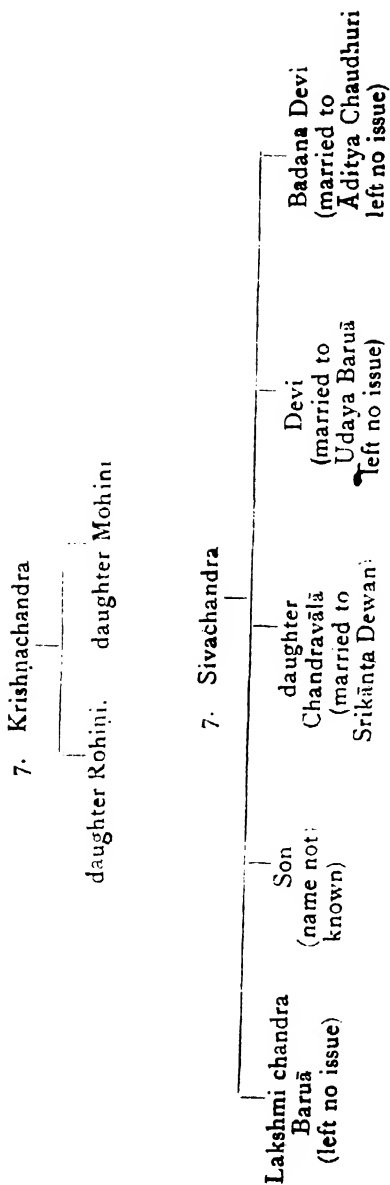 7. Krishṇachandra
daughter Rohiṇi. daughter Mohini
7. Sivachandra
Lakshmi chandra
Baruā
(left no issue)
Son
(name not
known)
daughter
Chandravālā
(married to
Srikānta Dewan)
Devi
(married to
Udaya Baruā
left no issue)
Badana Devi
(married to
Āditya Chaudhuri
left no issue)